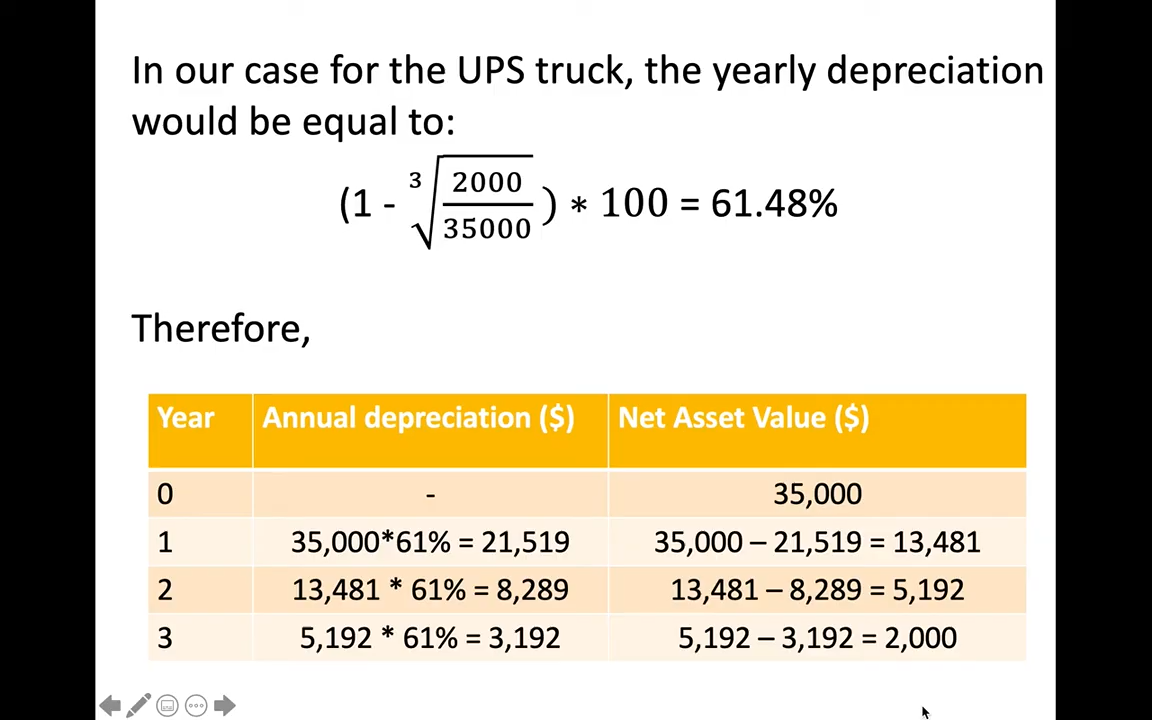 In our case for the UPS truck, the yearly depreciation
would be equal to:
(1 - ∛(2000/35000)) ∗ 100 = 61.48%
Therefore,
Year Annual depreciation ($) Net Asset Value ($)
0 - 35,000
1 35,000*61% = 21,519 35,000 – 21,519 = 13,481
2 13,481 * 61% = 8,289 13,481 – 8,289 = 5,192
3 5,192 * 61% = 3,192 5,192 – 3,192 = 2,000